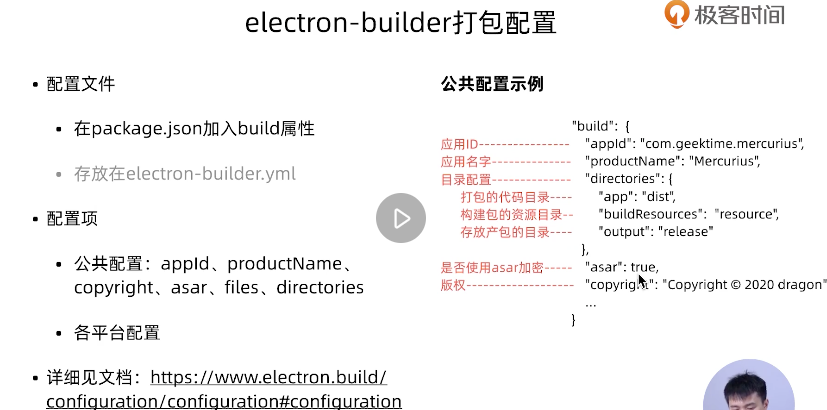 electron-builder打包配置
极客时间
• 配置文件
• 在package.json加入build属性
• 存放在electron-builder.yml
• 配置项
• 公共配置：appId、productName、
copyright、asar、files、directories
• 各平台配置
• 详细见文档：https://www.electron.build/
configuration/configuration#configuration
公共配置示例
"build": {
应用ID---------------- "appId": "com.geektime.mercurius",
应用名字-------------- "productName": "Mercurius",
目录配置-------------- "directories": {
打包的代码目录---- "app": "dist",
构建包的资源目录-- "buildResources": "resource",
存放产包的目录---- "output": "release"
},
是否使用asar加密----- "asar": true,
版权------------------ "copyright": "Copyright © 2020 dragon"
...
}